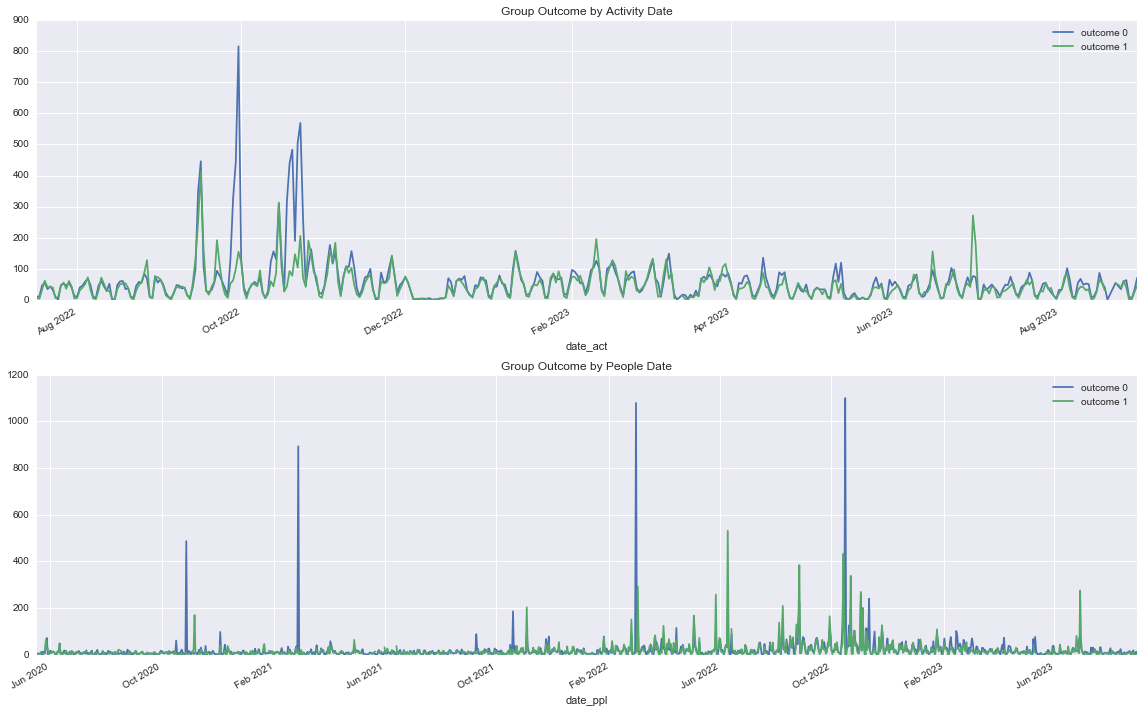 Group Outcome by Activity Date
900
800
700
600
500
400
300
200
100
0
outcome 0
outcome 1
Aug 2022
Oct 2022
Dec 2022
Feb 2023
Apr 2023
Jun 2023
Aug 2023
date_act
Group Outcome by People Date
1200
1000
800
600
400
200
0
outcome 0
outcome 1
Jun 2020
Oct 2020
Feb 2021
Jun 2021
Oct 2021
Feb 2022
Jun 2022
Oct 2022
Feb 2023
Jun 2023
date_ppl